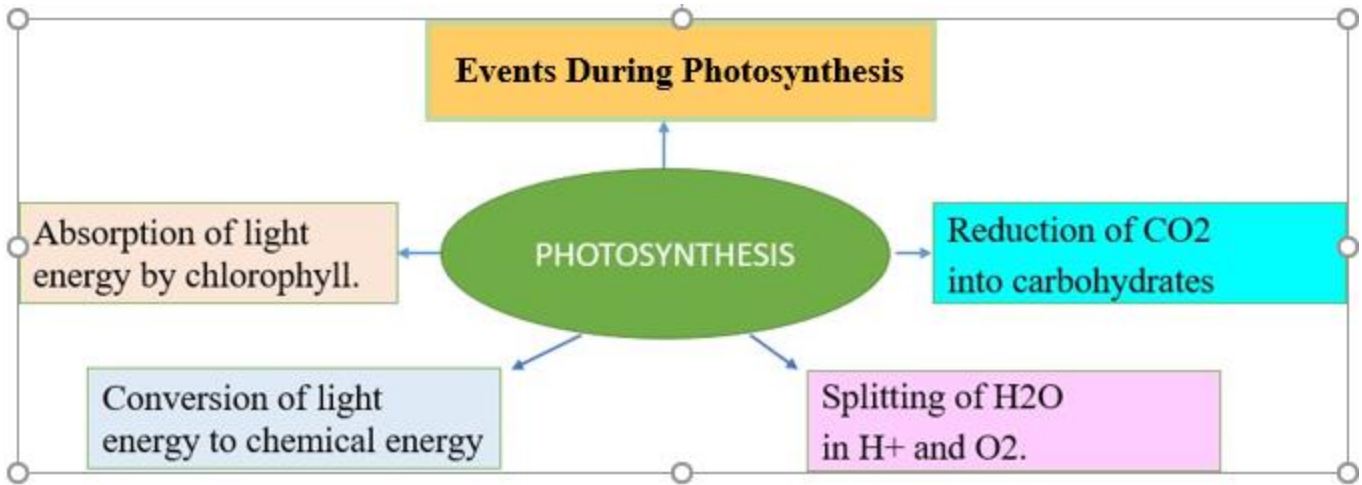 Events During Photosynthesis
Absorption of light
energy by chlorophyll.
PHOTOSYNTHESIS
Reduction of CO2
into carbohydrates
Conversion of light
energy to chemical energy
Splitting of H2O
in H+ and O2.